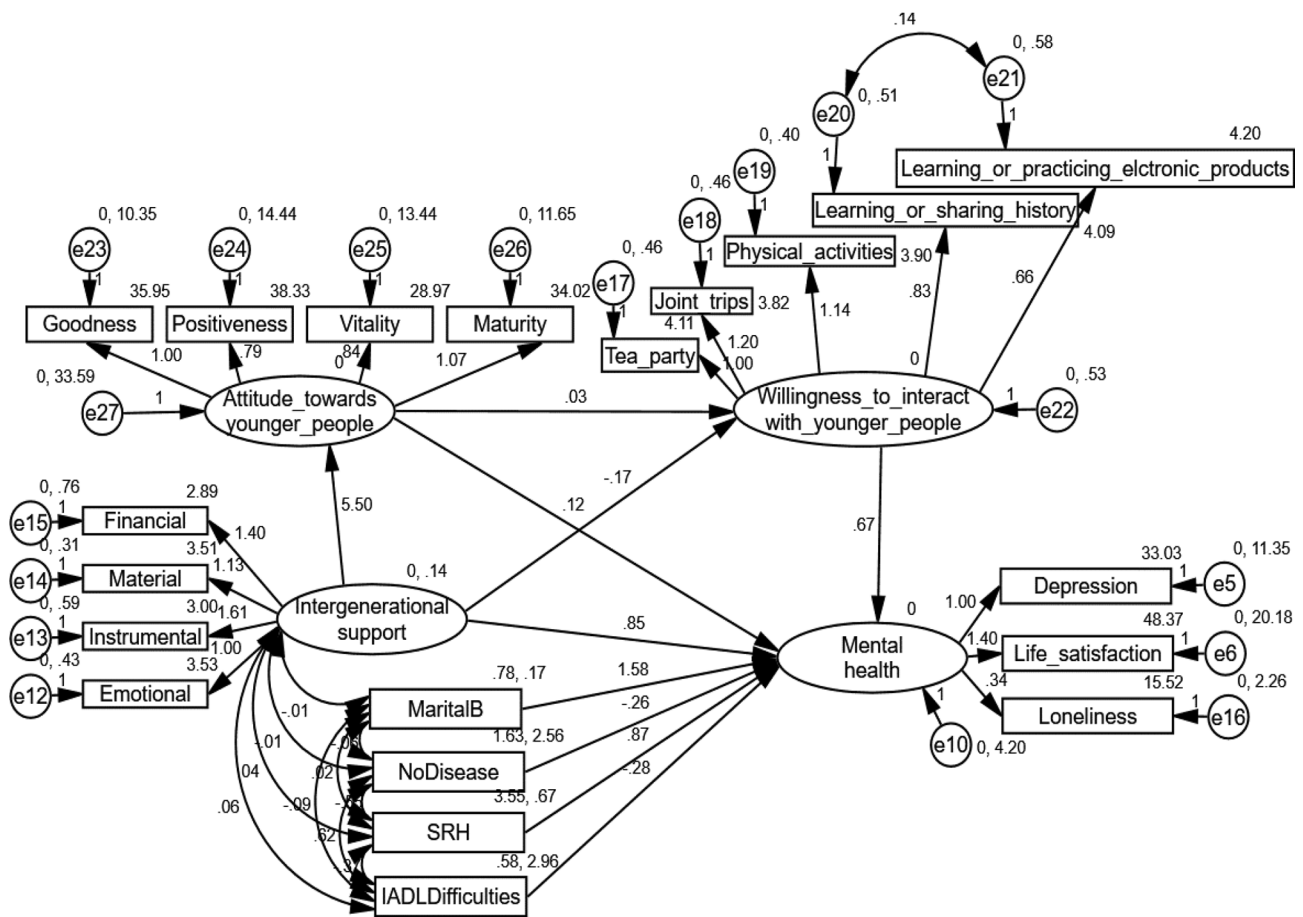 .14
0, .58
e21
0, .51
e20
1
4.20
Learning_or_practicing_elctronic_products
0, .40
e19
1
1
Learning_or_sharing_history
4.09
0, .46
e18
1
Physical_activities
3.90
0, .46
e17
1
Joint_trips
3.82
4.11
Tea_party
1.00
1.20
1.14
.83
.66
0, 10.35
0, 14.44
0, 13.44
0, 11.65
e23
e24
e25
e26
1
1
1
1
35.95
38.33
28.97
34.02
Goodness
Positiveness
Vitality
Maturity
1.00
.79
0
.84
1.07
0, 33.59
e27
1
Attitude_towards
younger_people
.03
0
Willingness_to_interact
with_younger_people
1
0, .53
e22
-.17
.12
5.50
.67
0, .76
e15
1
2.89
Financial
1.40
0, .31
e14
1
3.51
Material
1.13
0, .59
e13
1
3.00
Instrumental
1.61
0, .43
e12
1
3.53
Emotional
1.00
0, .14
Intergenerational
support
.85
0
Mental
health
1
e10
0, 4.20
33.03
0, 11.35
Depression
1
e5
1.00
48.37
0, 20.18
Life_satisfaction
1
e6
1.40
15.52
0, 2.26
Loneliness
1
e16
.34
.78, .17
MaritalB
1.58
-.26
1.63, 2.56
NoDisease
.87
-.28
3.55, .67
SRH
.58, 2.96
IADLDifficulties
-.01
-.01
.04
.06
.02
-.09
.62